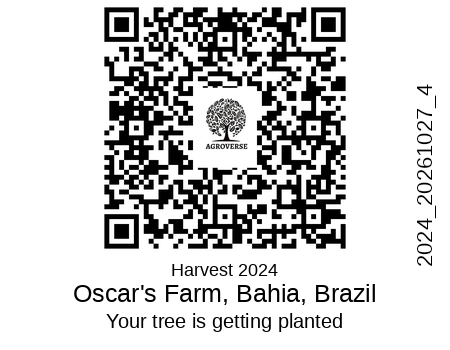 AGROVERSE
Harvest 2024
Oscar's Farm, Bahia, Brazil
Your tree is getting planted
2024_20261027_4